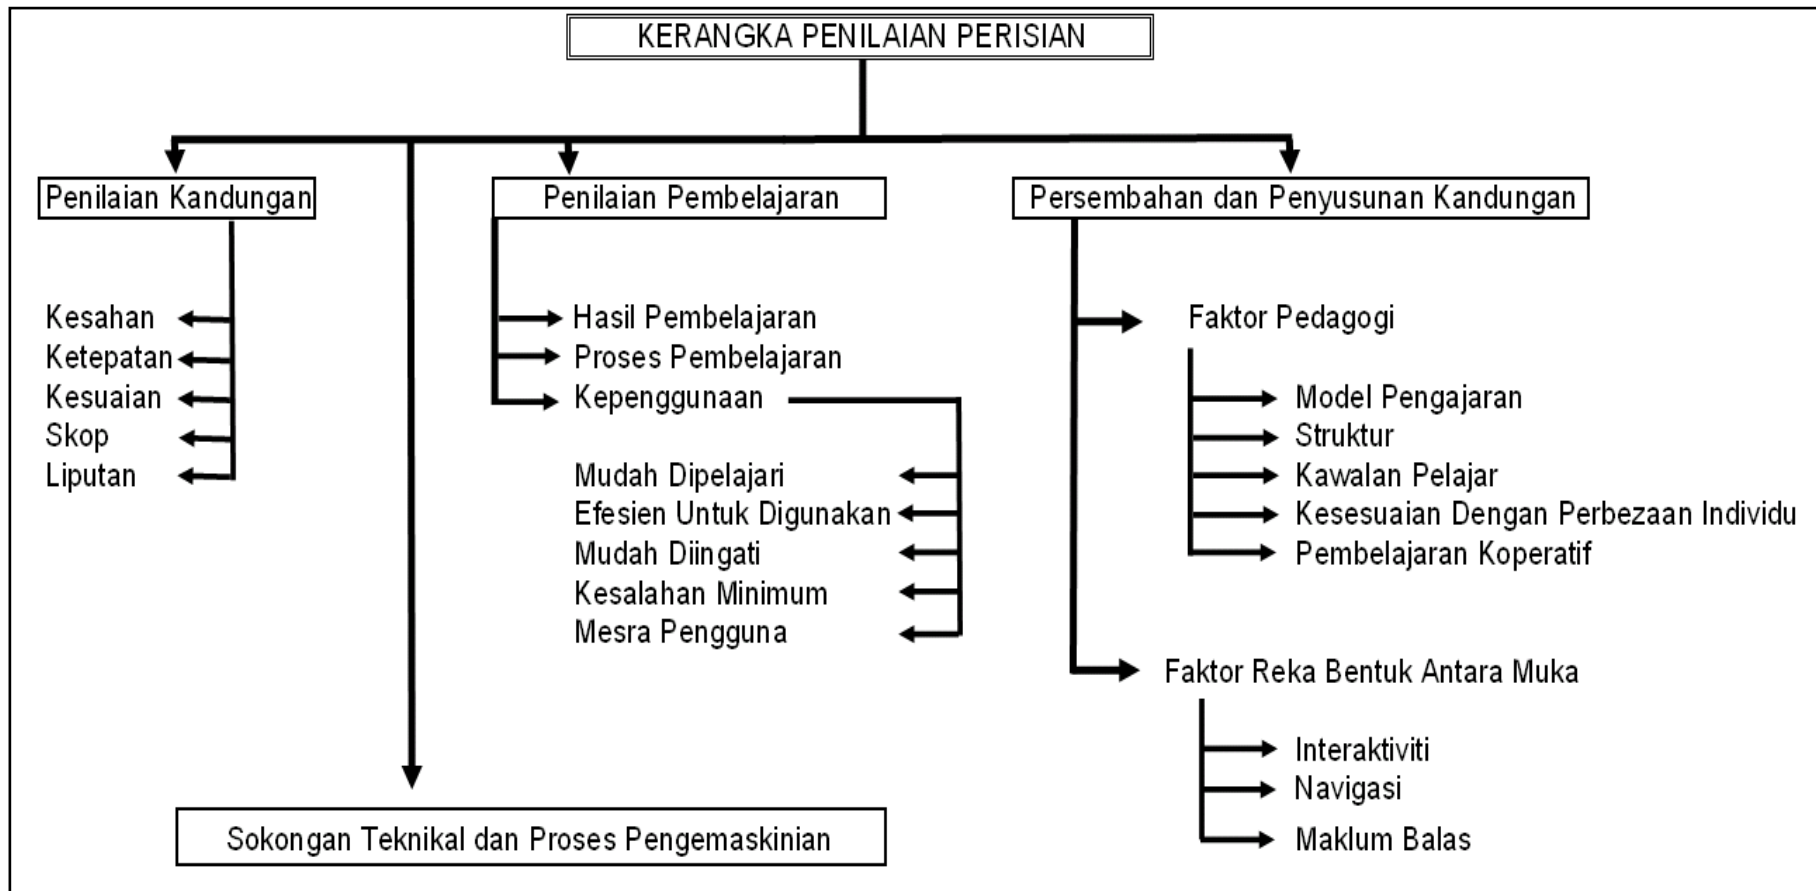 KERANGKA PENILAIAN PERISIAN
Penilaian Kandungan
Kesahan
Ketepatan
Kesuaian
Skop
Liputan
Penilaian Pembelajaran
Hasil Pembelajaran
Proses Pembelajaran
Kepenggunaan
Mudah Dipelajari
Efesien Untuk Digunakan
Mudah Diingati
Kesalahan Minimum
Mesra Pengguna
Persembahan dan Penyusunan Kandungan
Faktor Pedagogi
Model Pengajaran
Struktur
Kawalan Pelajar
Kesesuaian Dengan Perbezaan Individu
Pembelajaran Koperatif
Faktor Reka Bentuk Antara Muka
Interaktiviti
Navigasi
Maklum Balas
Sokongan Teknikal dan Proses Pengemaskinian